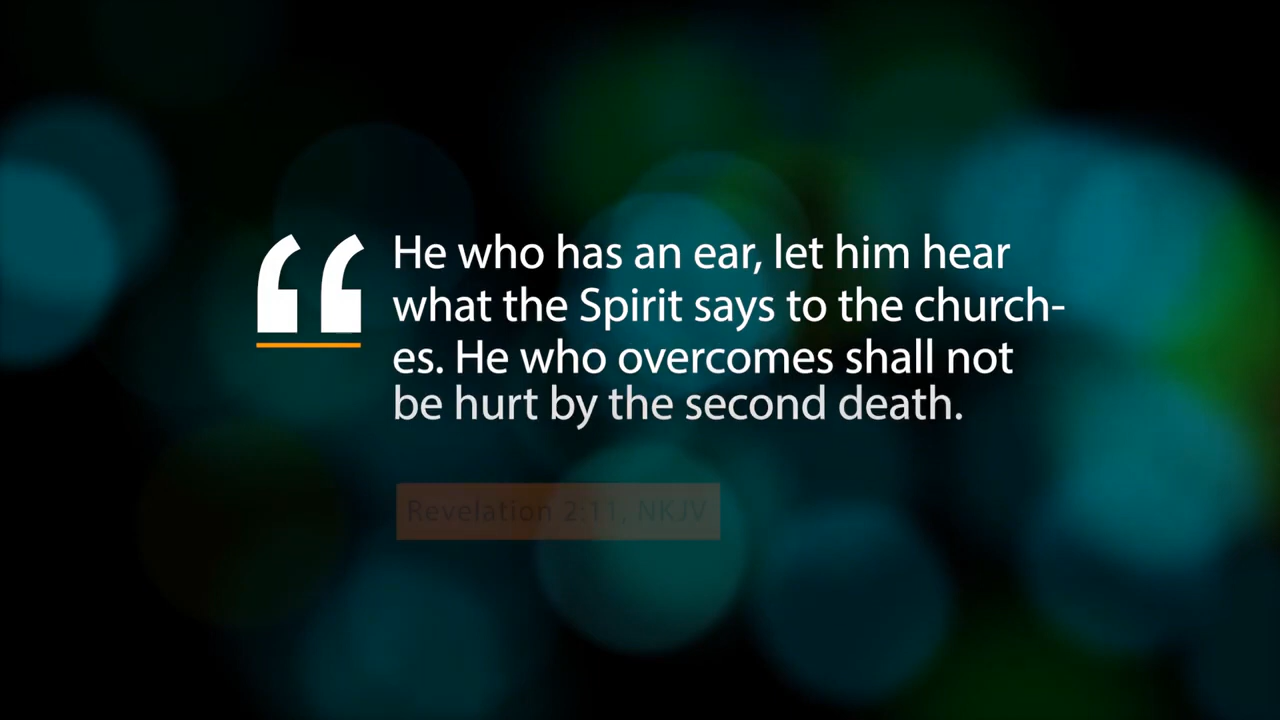 “
He who has an ear, let him hear
what the Spirit says to the church-
es. He who overcomes shall not
be hurt by the second death.
Revelation 2:11, NKJV